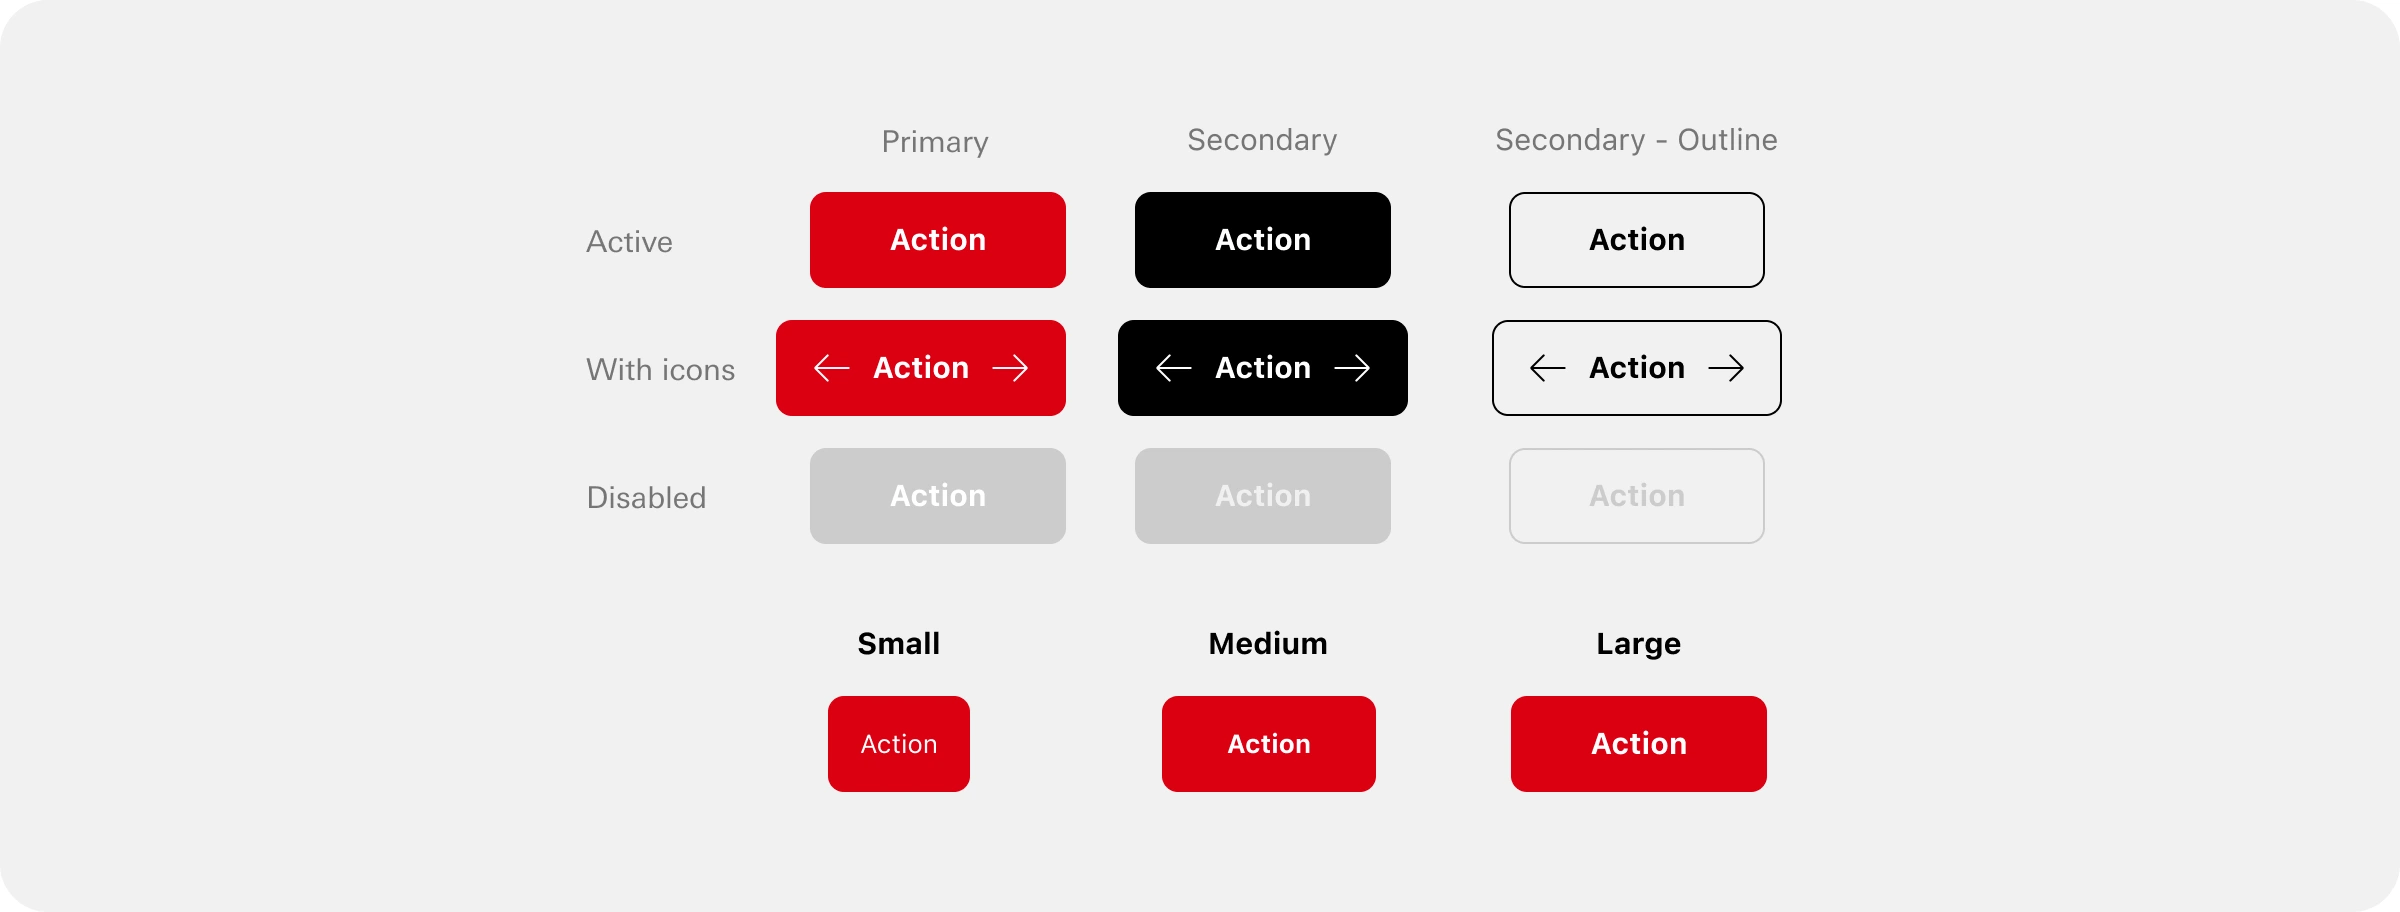 Primary Secondary Secondary - Outline
Active Action Action Action
With icons Action Action Action
Disabled Action Action Action
Small Medium Large
Action Action Action